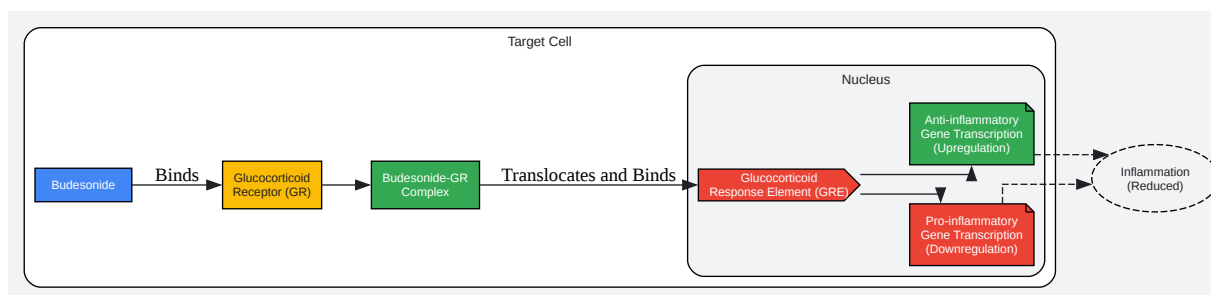 Target Cell
Nucleus
Budesonide
Binds
Glucocorticoid
Receptor (GR)
Budesonide-GR
Complex
Translocates and Binds
Glucocorticoid
Response Element (GRE)
Anti-inflammatory
Gene Transcription
(Upregulation)
Pro-inflammatory
Gene Transcription
(Downregulation)
Inflammation
(Reduced)